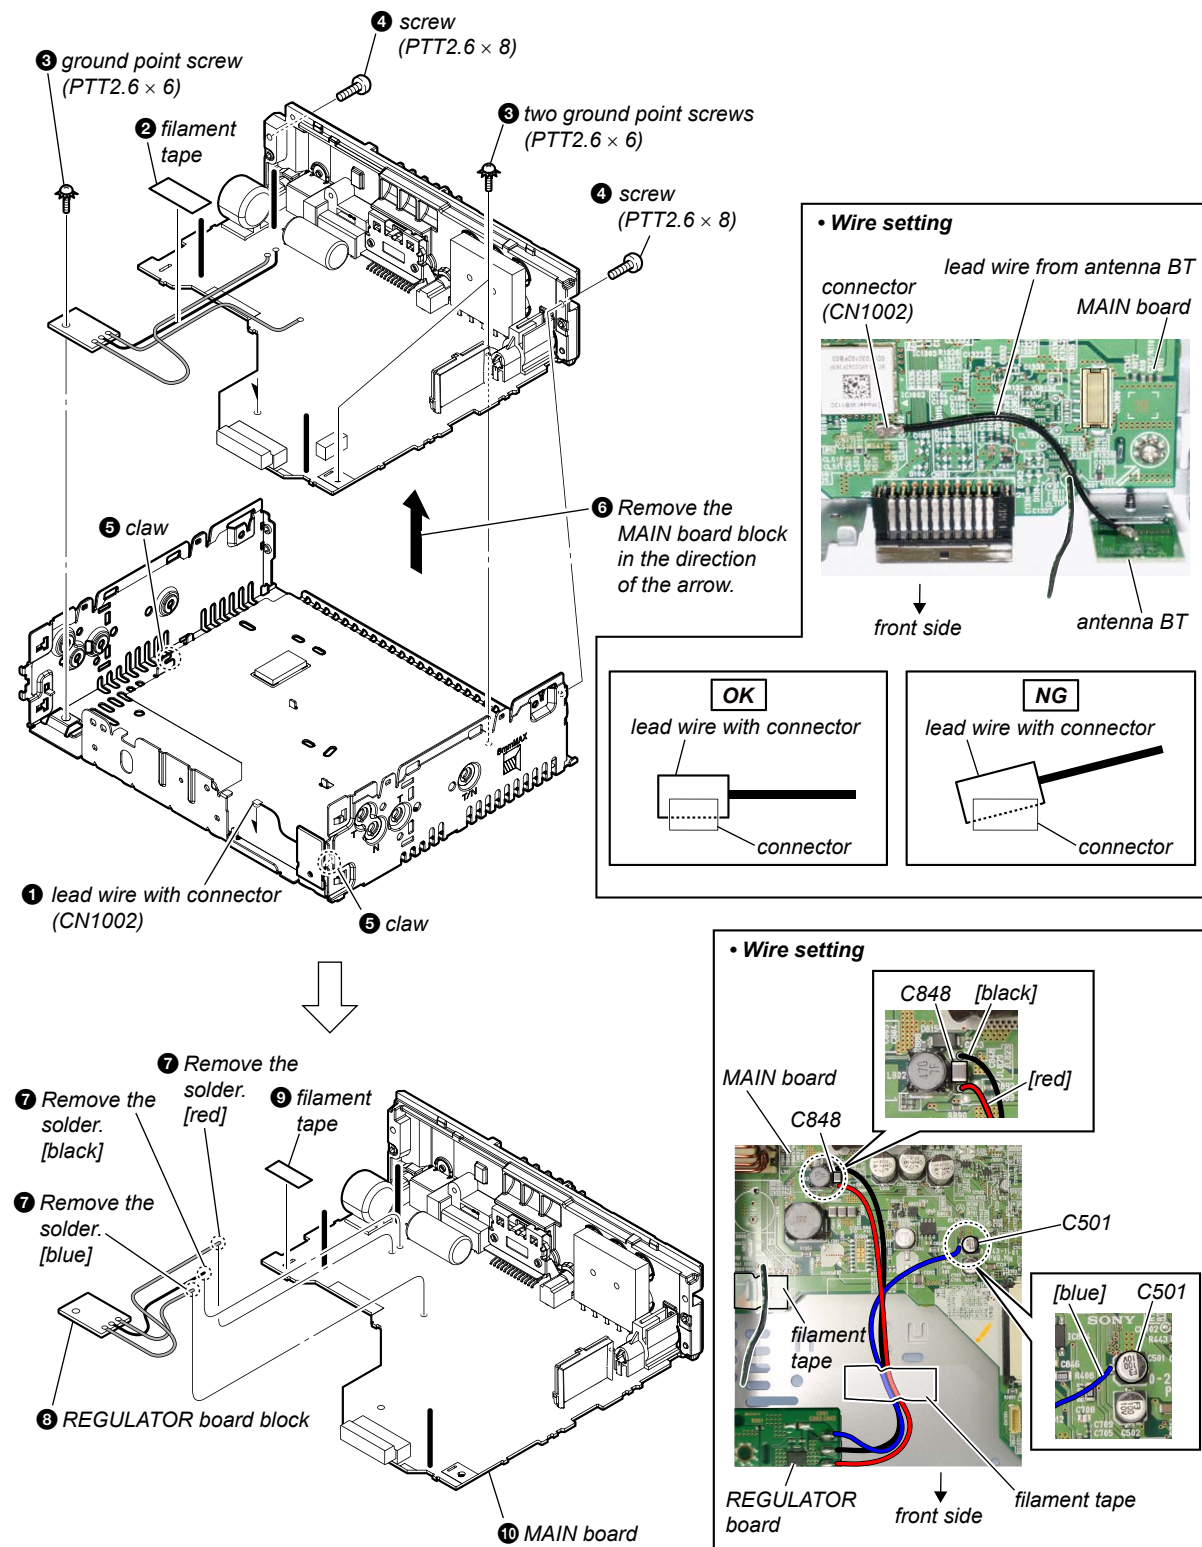 ❹ screw
(PTT2.6 × 8)
❸ ground point screw
(PTT2.6 × 6)
❷ filament
tape
❸ two ground point screws
(PTT2.6 × 6)
❹ screw
(PTT2.6 × 8)
❺ claw
❻ Remove the
MAIN board block
in the direction
of the arrow.
8mmMAX
T/N
T
T
N
❶ lead wire with connector
(CN1002)
❺ claw
• Wire setting
lead wire from antenna BT
connector
(CN1002)
MAIN board
front side
antenna BT
OK
lead wire with connector
connector
NG
lead wire with connector
connector
❼ Remove the
solder.
[red]
❼ Remove the
solder.
[black]
❾ filament
tape
❼ Remove the
solder.
[blue]
❽ REGULATOR board block
❿ MAIN board
• Wire setting
C848
[black]
[red]
MAIN board
C848
C501
[blue]
C501
SONY
filament
tape
REGULATOR
board
front side
filament tape